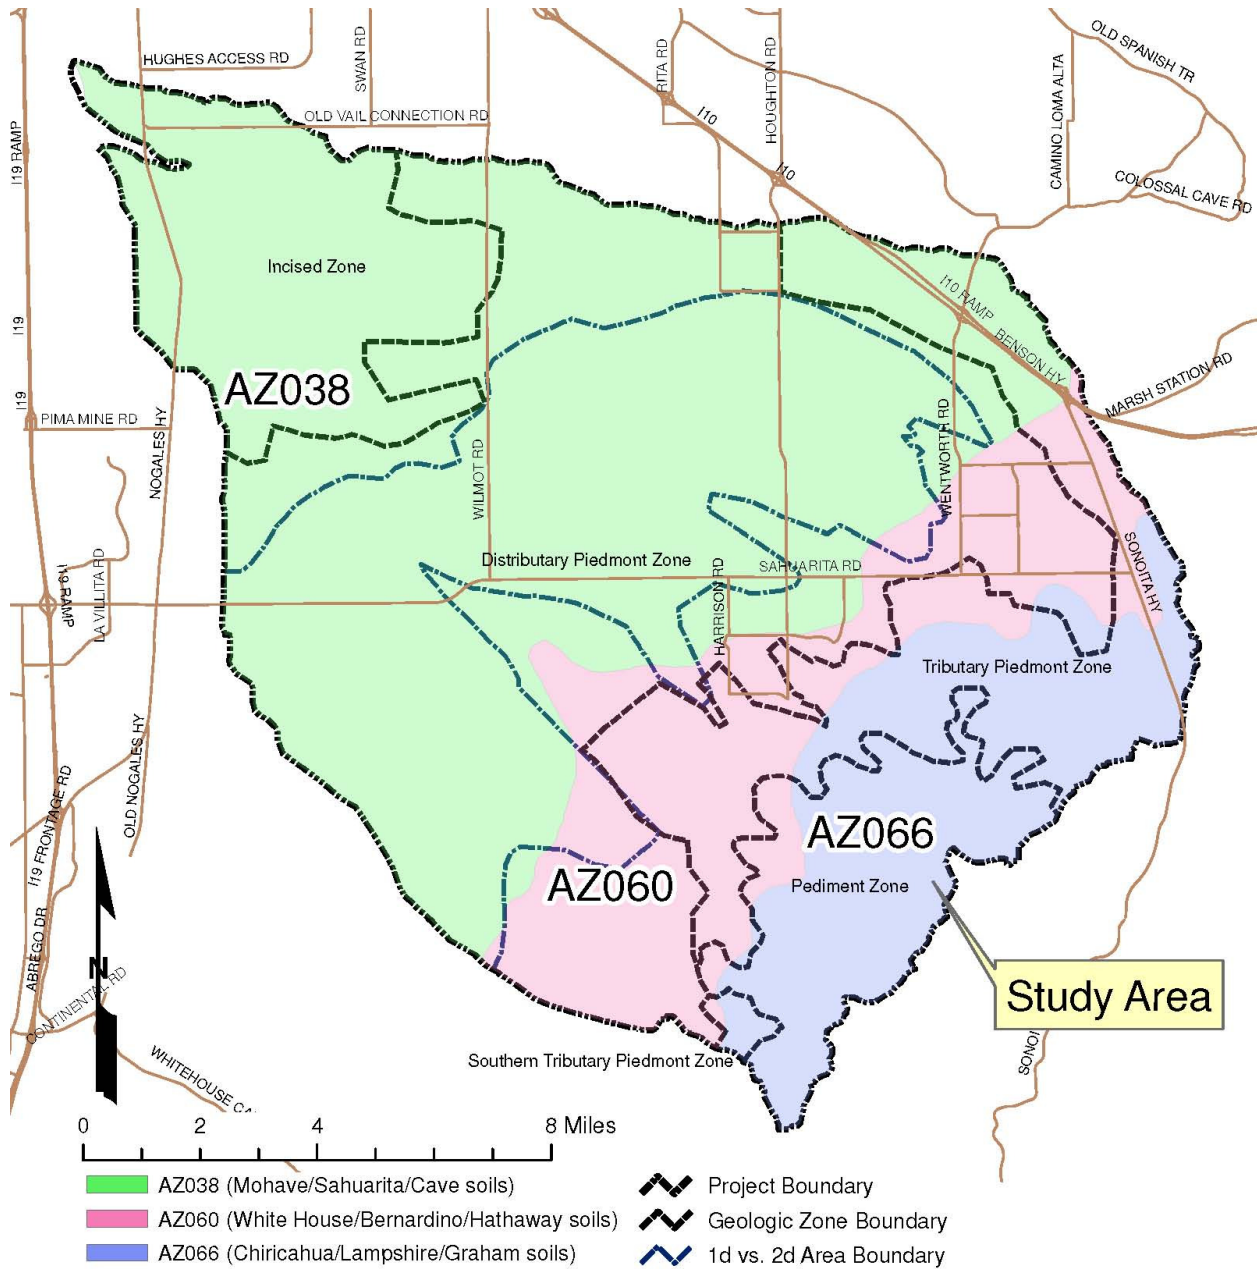 OLD SPANISH TR
HUGHES ACCESS RD
SWAN RD
RITA RD
HOUGHTON RD
CAMINO LOMA ALTA
OLD VAIL CONNECTION RD
I10
I10
I19 RAMP
COLOSSAL CAVE RD
Incised Zone
I10 RAMP
I19
BENSON HY
AZ038
MARSH STATION RD
I19
PIMA MINE RD
NOGALES HY
WILMOT RD
WENTWORTH RD
Distributary Piedmont Zone
SAHUARITA RD
SONOITA HY
I19 RAMP
LA VILLITA RD
HARRISON RD
Tributary Piedmont Zone
OLD NOGALES HY
I19 FRONTAGE RD
AZ066
AZ060
Pediment Zone
ABREGO DR
N
CONTINENTAL RD
Study Area
SONOI
WHITEHOUSE CA
Southern Tributary Piedmont Zone
0 2 4 8 Miles
AZ038 (Mohave/Sahuarita/Cave soils)
Project Boundary
AZ060 (White House/Bernardino/Hathaway soils)
Geologic Zone Boundary
AZ066 (Chiricahua/Lampshire/Graham soils)
1d vs. 2d Area Boundary